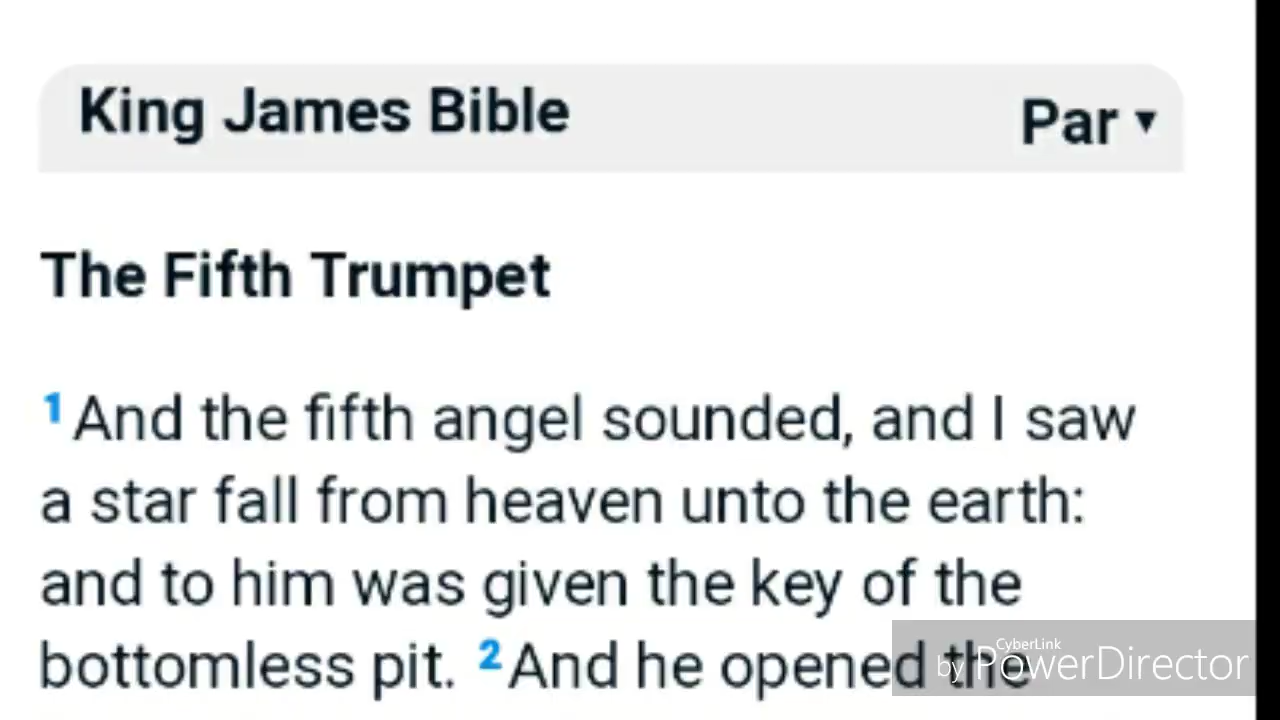 King James Bible
Par ▼
The Fifth Trumpet
1 And the fifth angel sounded, and I saw
a star fall from heaven unto the earth:
and to him was given the key of the
bottomless pit. 2 And he opened the
CyberLink
by PowerDirector